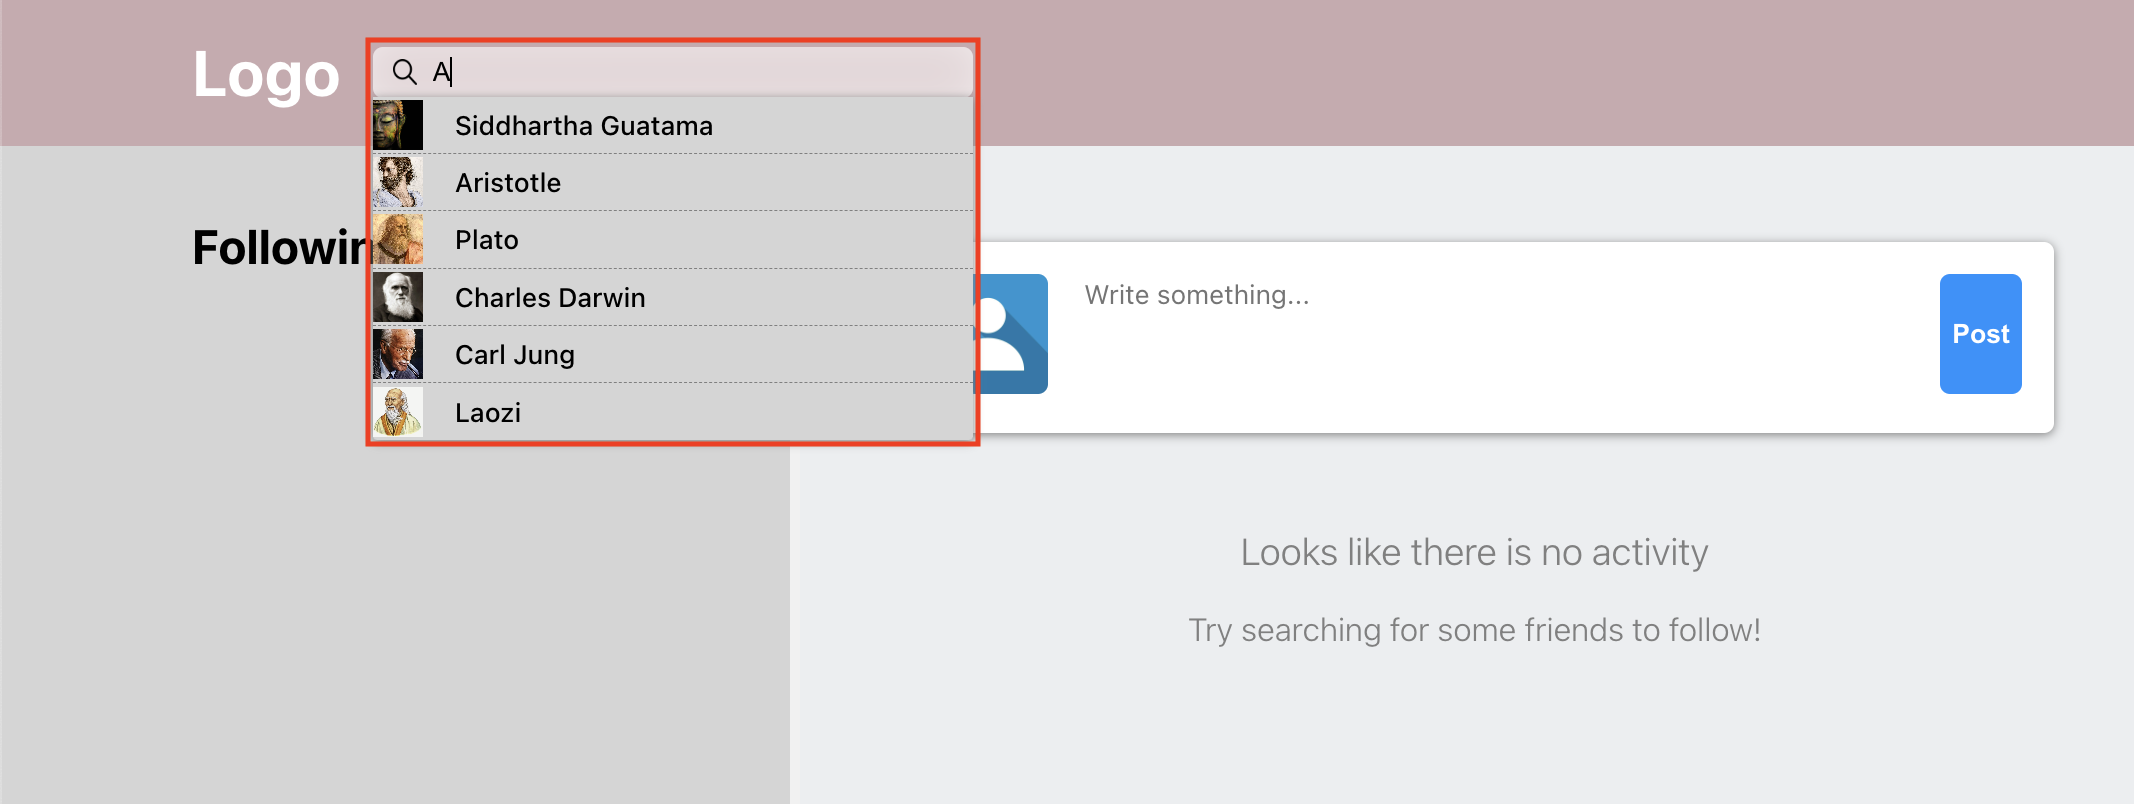 Logo
A
Siddhartha Guatama
Aristotle
Plato
Charles Darwin
Carl Jung
Laozi
Followin
Write something...
Post
Looks like there is no activity
Try searching for some friends to follow!